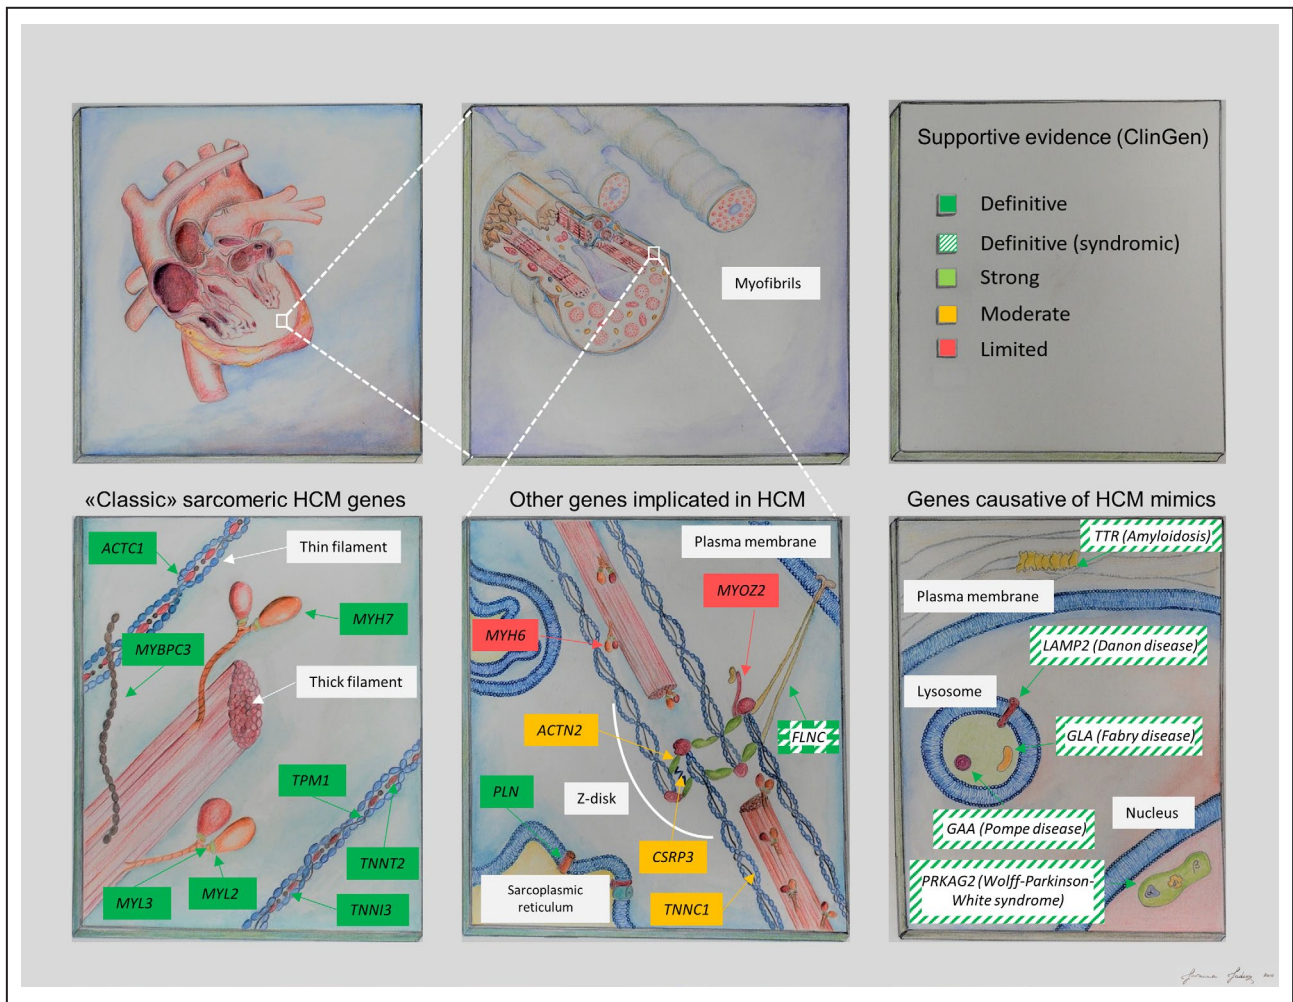 Supportive evidence (ClinGen)
Definitive
Definitive (syndromic)
Strong
Moderate
Limited
Myofibrils
«Classic» sarcomeric HCM genes
ACTC1
Thin filament
MYH7
MYBPC3
Thick filament
TPM1
TNNT2
MYL2
MYL3
TNNI3
Other genes implicated in HCM
Plasma membrane
MYOZ2
MYH6
ACTN2
FLNC
PLN
Z-disk
CSRP3
Sarcoplasmic
reticulum
TNNC1
Genes causative of HCM mimics
TTR (Amyloidosis)
Plasma membrane
LAMP2 (Danon disease)
Lysosome
GLA (Fabry disease)
Nucleus
GAA (Pompe disease)
PRKAG2 (Wolff-Parkinson-
White syndrome)